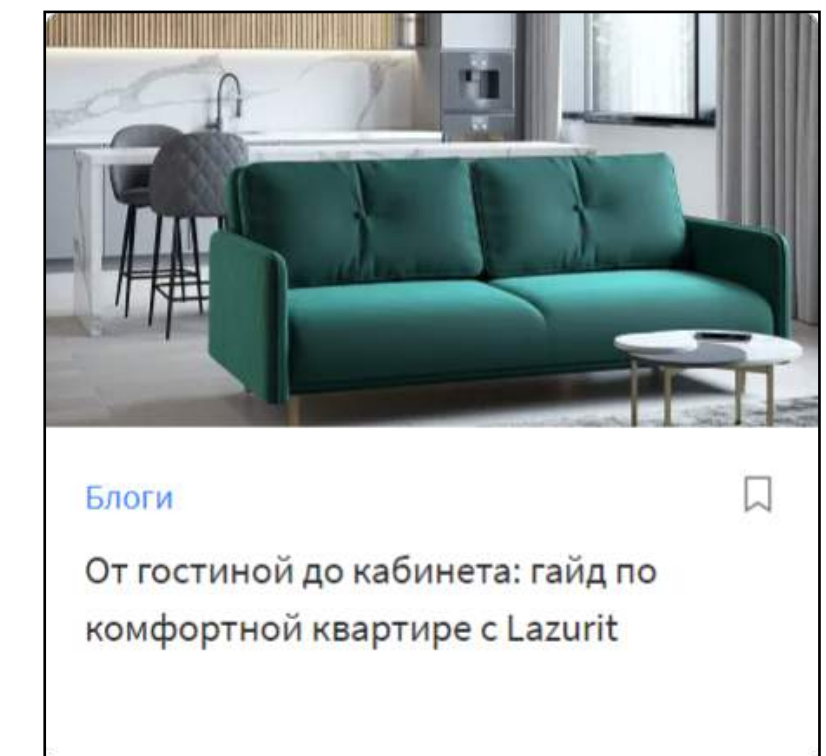 Блоги
От гостиной до кабинета: гайд по
комфортной квартире с Lazurit